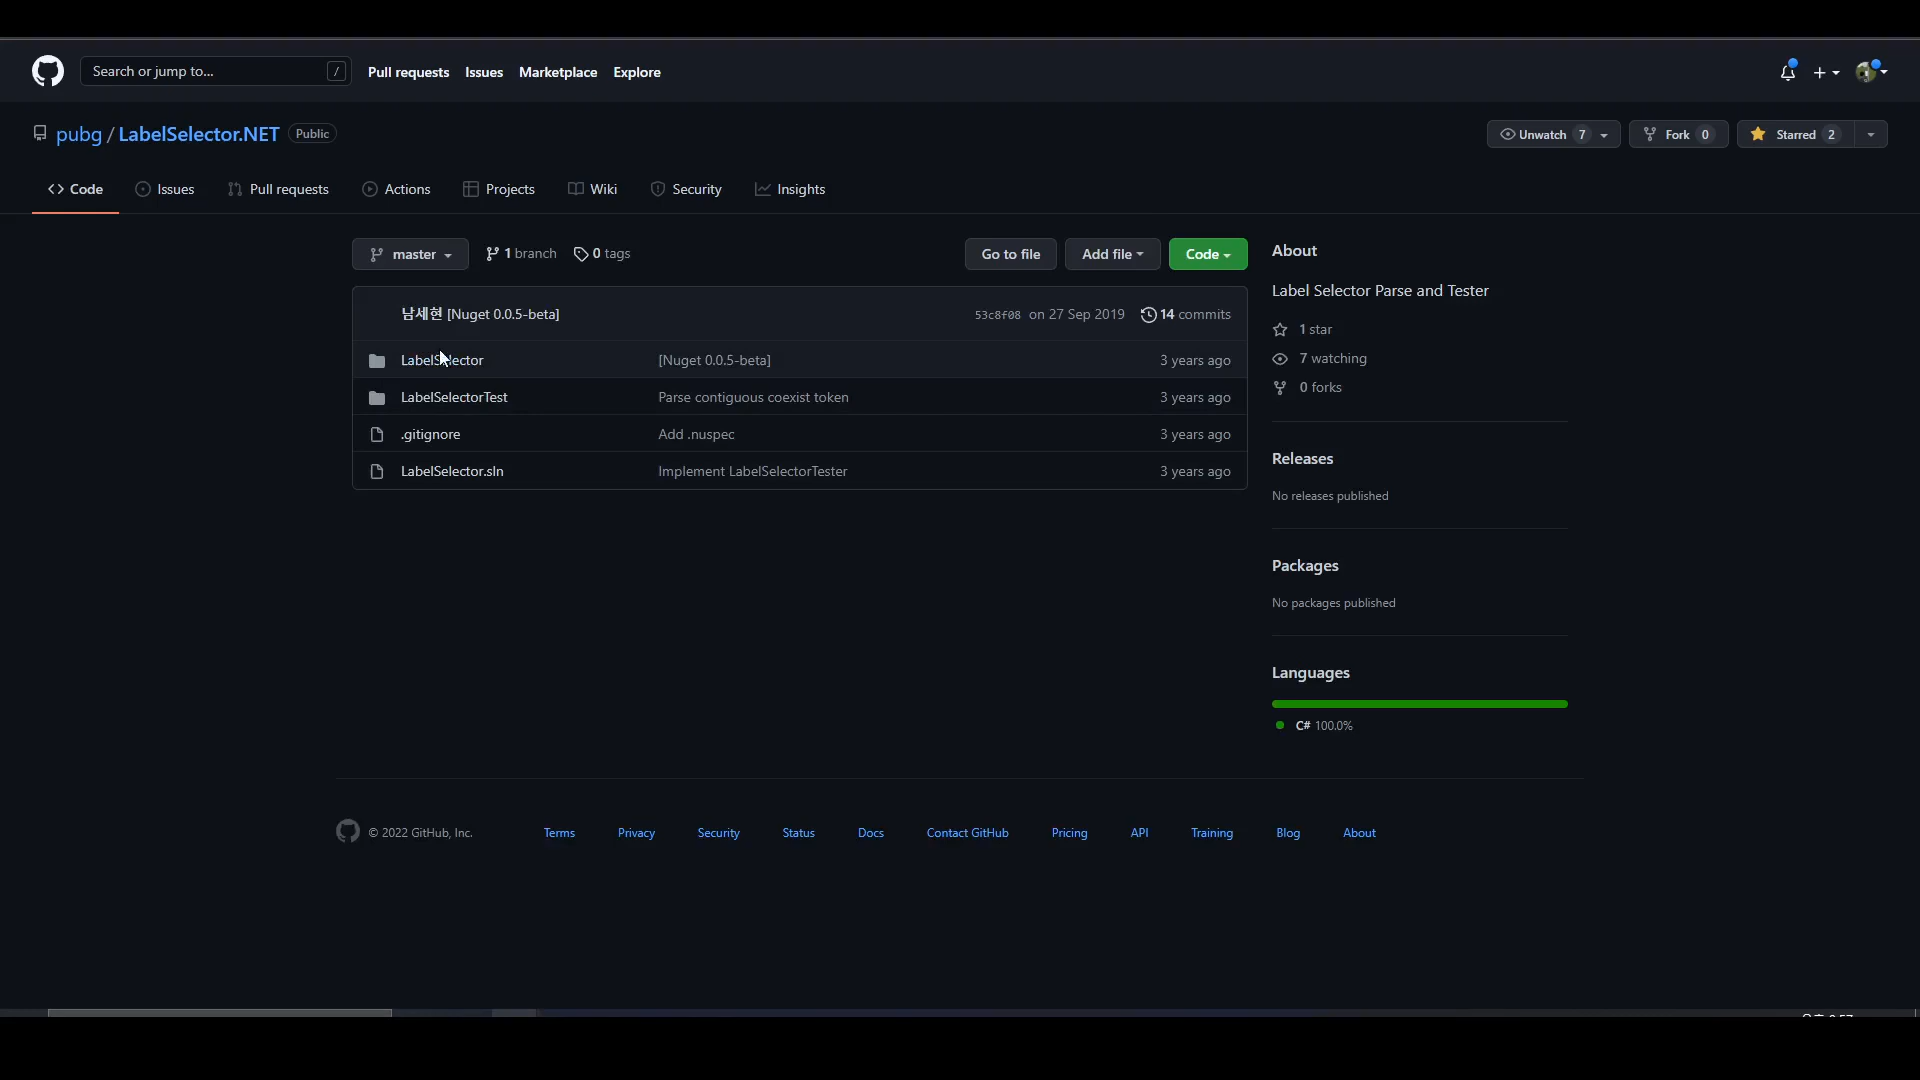 Search or jump to... / Pull requests Issues Marketplace Explore
pubg / LabelSelector.NET Public Unwatch 7 Fork 0 Starred 2
Code Issues Pull requests Actions Projects Wiki Security Insights
master 1 branch 0 tags Go to file Add file Code
남세현 [Nuget 0.0.5-beta] 53c8f08 on 27 Sep 2019 14 commits
LabelSelector [Nuget 0.0.5-beta] 3 years ago
LabelSelectorTest Parse contiguous coexist token 3 years ago
.gitignore Add .nuspec 3 years ago
LabelSelector.sln Implement LabelSelectorTester 3 years ago
About
Label Selector Parse and Tester
1 star
7 watching
0 forks
Releases
No releases published
Packages
No packages published
Languages
C# 100.0%
© 2022 GitHub, Inc. Terms Privacy Security Status Docs Contact GitHub Pricing API Training Blog About